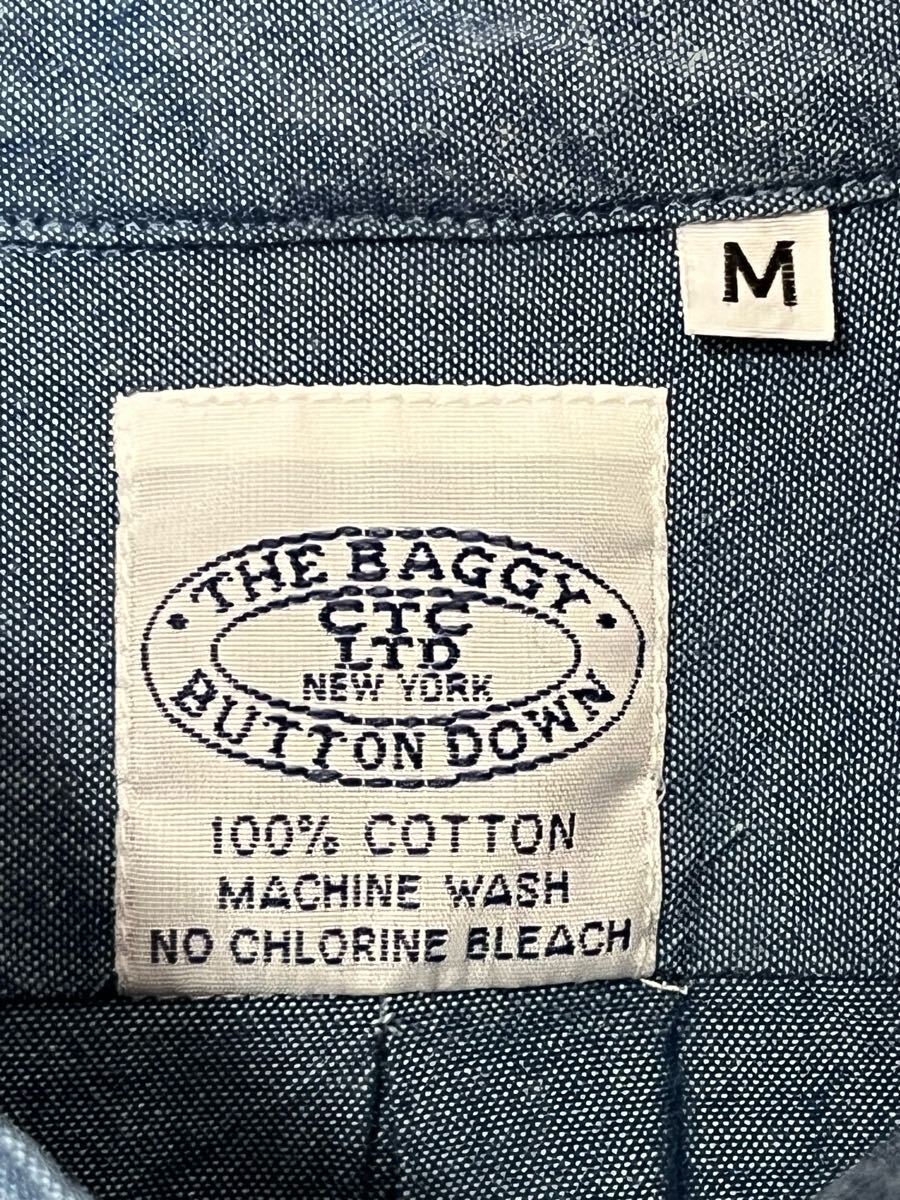 M
THE BAGGY
CTC
LTD
NEW YORK
BUTTON DOWN
100% COTTON
MACHINE WASH
NO CHLORINE BLEACH